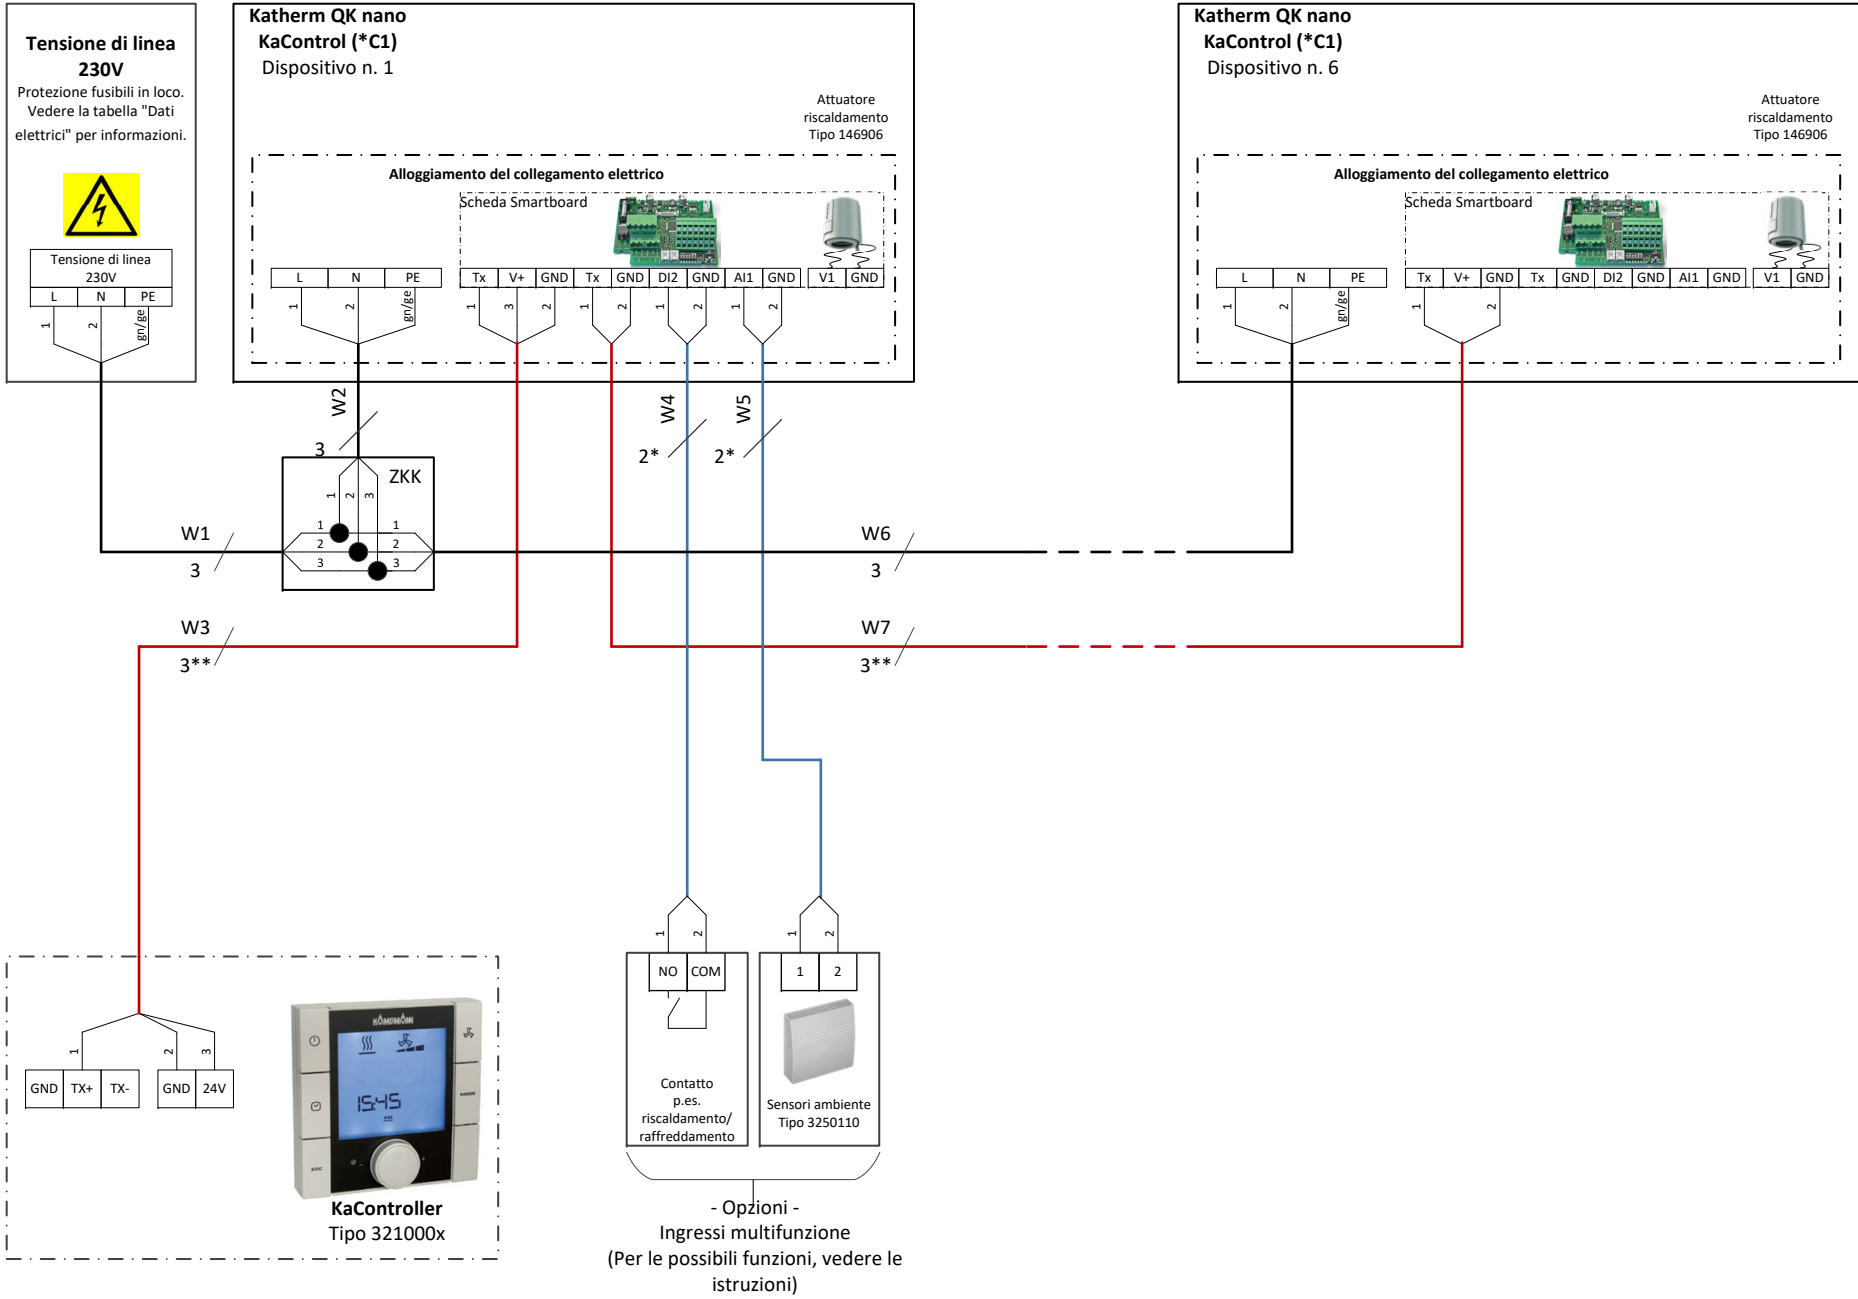 Tensione di linea
230V
Protezione fusibili in loco.
Vedere la tabella "Dati
elettrici" per informazioni.
Tensione di linea
230V
L N PE
1 2 gn/ge
Katherm QK nano
KaControl (*C1)
Dispositivo n. 1
Attuatore
riscaldamento
Tipo 146906
Alloggiamento del collegamento elettrico
Scheda Smartboard
L N PE
Tx V+ GND Tx GND DI2 GND AI1 GND V1 GND
1 2 gn/ge
1 3 2 1 2 1 2 1 2
Katherm QK nano
KaControl (*C1)
Dispositivo n. 6
Attuatore
riscaldamento
Tipo 146906
Alloggiamento del collegamento elettrico
Scheda Smartboard
L N PE
Tx V+ GND Tx GND DI2 GND AI1 GND V1 GND
1 2 gn/ge
1 2
W2
3
W4
2*
W5
2*
ZKK
1 2 3
1 1
2 2
3 3
W1
3
W6
3
W3
3**
W7
3**
1 2 3
GND TX+ TX- GND 24V
KAMPMANN
15:45
PM
MODE
ESC
KaController
Tipo 321000x
1 2
NO COM
Contatto
p.es.
riscaldamento/
raffreddamento
1 2
1 2
Sensori ambiente
Tipo 3250110
- Opzioni -
Ingressi multifunzione
(Per le possibili funzioni, vedere le
istruzioni)